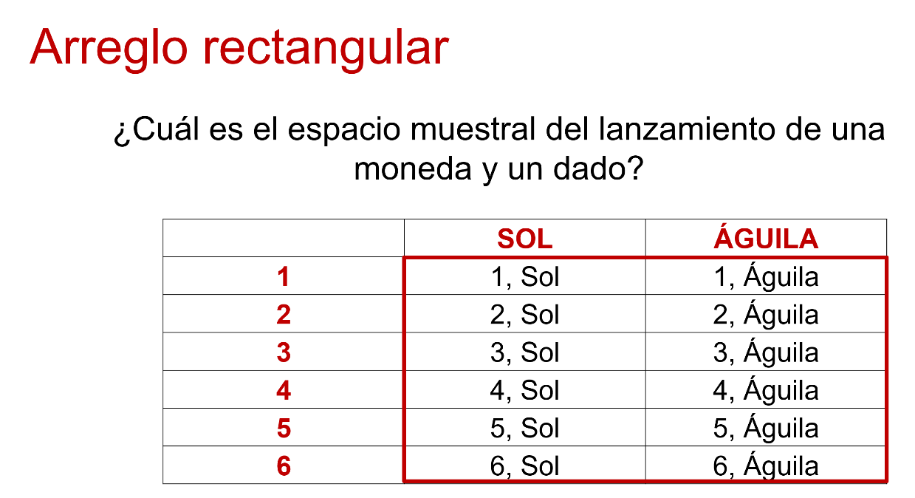 Arreglo rectangular
¿Cuál es el espacio muestral del lanzamiento de una
moneda y un dado?
SOL ÁGUILA
1 1, Sol 1, Águila
2 2, Sol 2, Águila
3 3, Sol 3, Águila
4 4, Sol 4, Águila
5 5, Sol 5, Águila
6 6, Sol 6, Águila